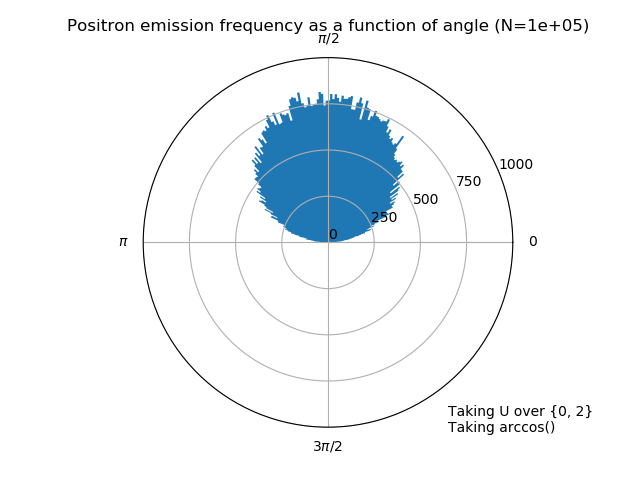 Positron emission frequency as a function of angle (N=1e+05)
π/2
1000
750
500
250
0
π
0
3π/2
Taking U over {0, 2}
Taking arccos()